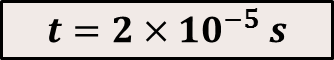 t = 2 × 10⁻⁵ s